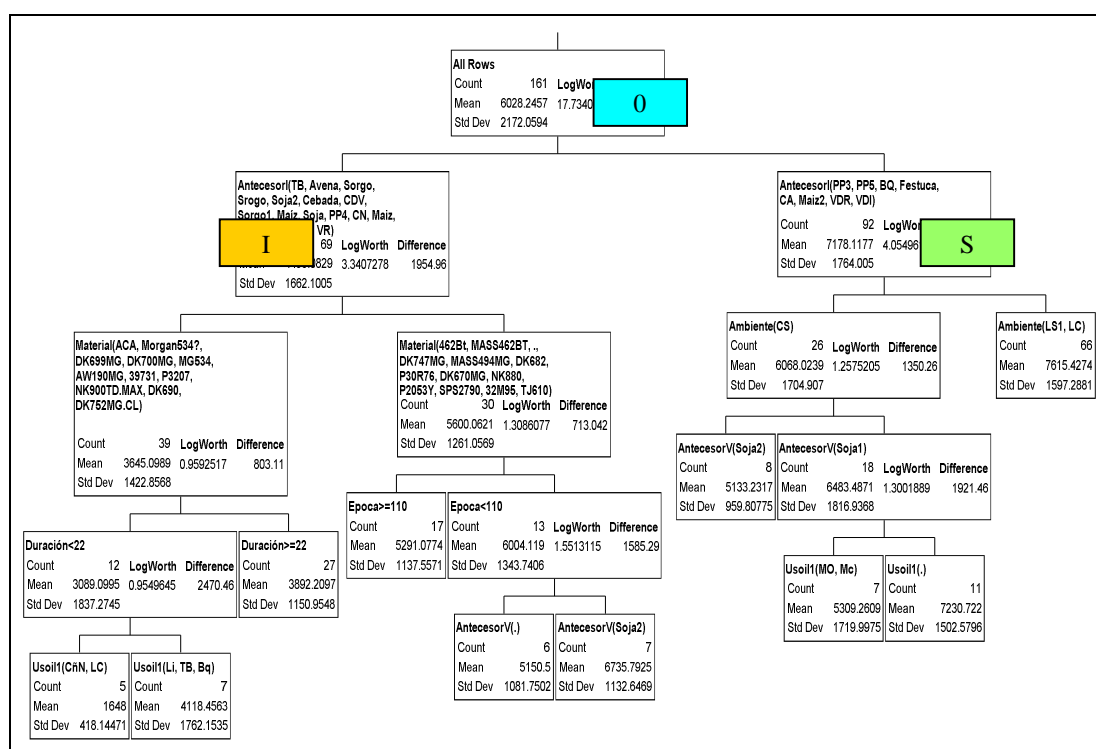 All Rows
Count 161 LogWor
Mean 6028.2457 17.7340
Std Dev 2172.0594
0
AntecesorI(TB, Avena, Sorgo,
Srogo, Soja2, Cebada, CDV,
Sorgo1, Maíz, Soja, PP4, CN, Maiz,
VR)
69 LogWorth Difference
0829 3.3407278 1954.96
Std Dev 1662.1005
I
AntecesorI(PP3, PP5, BQ, Festuca,
CA, Maiz2, VDR, VDI)
Count 92 LogWor
Mean 7178.1177 4.05496
Std Dev 1764.005
S
Material(ACA, Morgan534?,
DK699MG, DK700MG, MG534,
AW190MG, 39731, P3207,
NK900TD.MAX, DK690,
DK752MG.CL)
Count 39 LogWorth Difference
Mean 3645.0989 0.9592517 803.11
Std Dev 1422.8568
Material(462Bt, MASS462BT, .,
DK747MG, MASS494MG, DK682,
P30R76, DK670MG, NK880,
P2053Y, SPS2790, 32M95, TJ610)
Count 30 LogWorth Difference
Mean 5600.0621 1.3086077 713.042
Std Dev 1261.0569
Ambiente(CS)
Count 26 LogWorth Difference
Mean 6068.0239 1.2575205 1350.26
Std Dev 1704.907
Ambiente(LS1, LC)
Count 66
Mean 7615.4274
Std Dev 1597.2881
AntecesorV(Soja2)
Count 8
Mean 5133.2317
Std Dev 959.80775
AntecesorV(Soja1)
Count 18 LogWorth Difference
Mean 6483.4871 1.3001889 1921.46
Std Dev 1816.9368
Epoca>=110
Count 17
Mean 5291.0774
Std Dev 1137.5571
Epoca<110
Count 13 LogWorth Difference
Mean 6004.119 1.5513115 1585.29
Std Dev 1343.7406
Duración<22
Count 12 LogWorth Difference
Mean 3089.0995 0.9549645 2470.46
Std Dev 1837.2745
Duración>=22
Count 27
Mean 3892.2097
Std Dev 1150.9548
Usoil1(MO, Mc)
Count 7
Mean 5309.2609
Std Dev 1719.9975
Usoil1(.)
Count 11
Mean 7230.722
Std Dev 1502.5796
AntecesorV(.)
Count 6
Mean 5150.5
Std Dev 1081.7502
AntecesorV(Soja2)
Count 7
Mean 6735.7925
Std Dev 1132.6469
Usoil1(CñN, LC)
Count 5
Mean 1648
Std Dev 418.14471
Usoil1(Li, TB, Bq)
Count 7
Mean 4118.4563
Std Dev 1762.1535